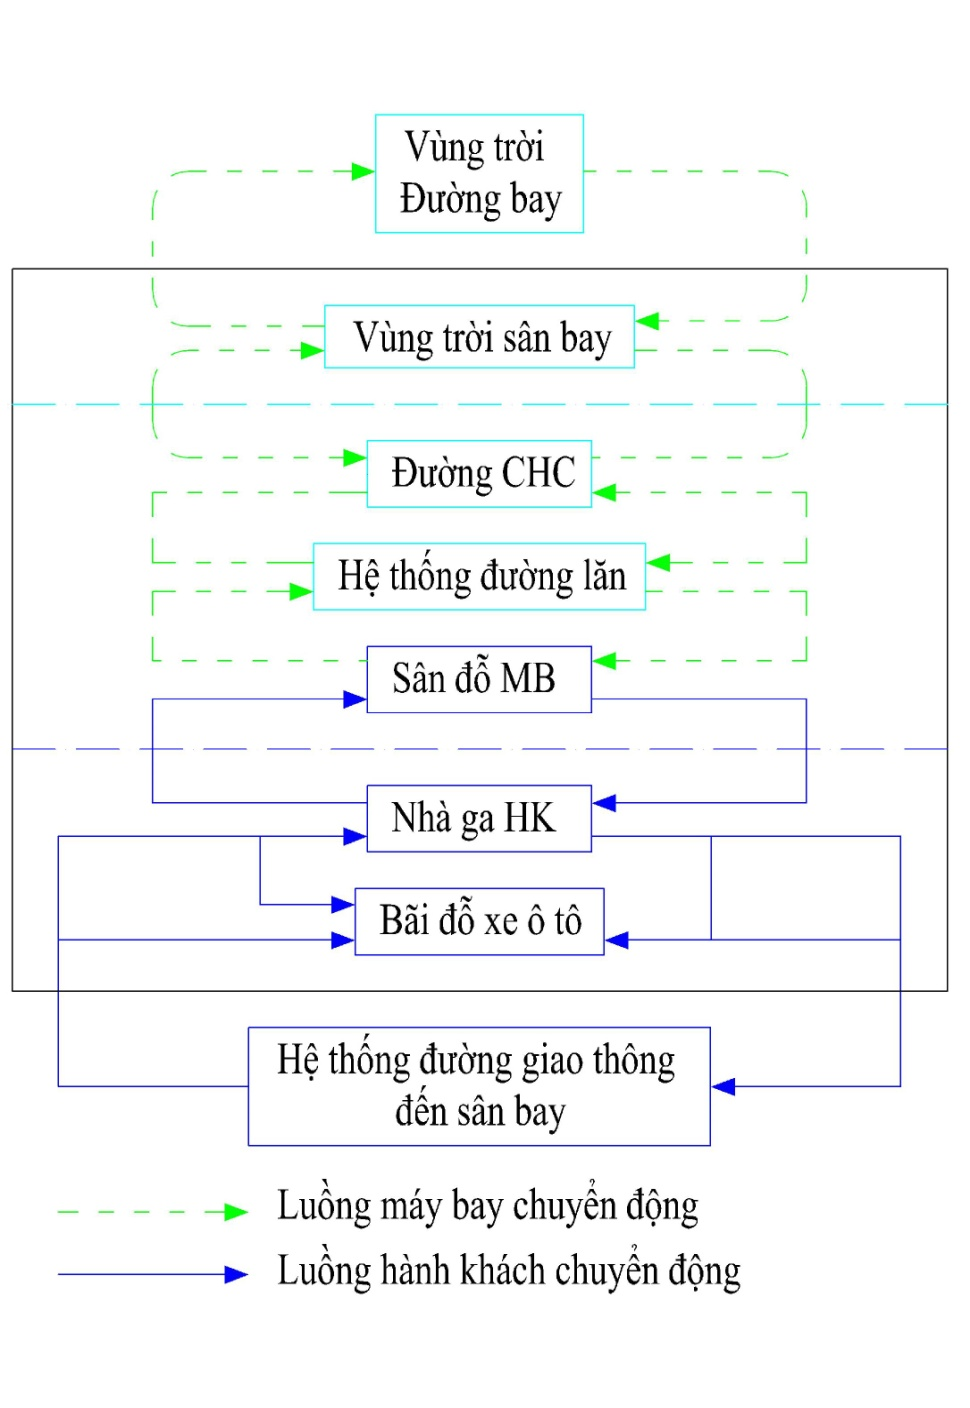 Vùng trời
Đường bay
Vùng trời sân bay
Đường CHC
Hệ thống đường lăn
Sân đỗ MB
Nhà ga HK
Bãi đỗ xe ô tô
Hệ thống đường giao thông
đến sân bay
Luồng máy bay chuyển động
Luồng hành khách chuyển động